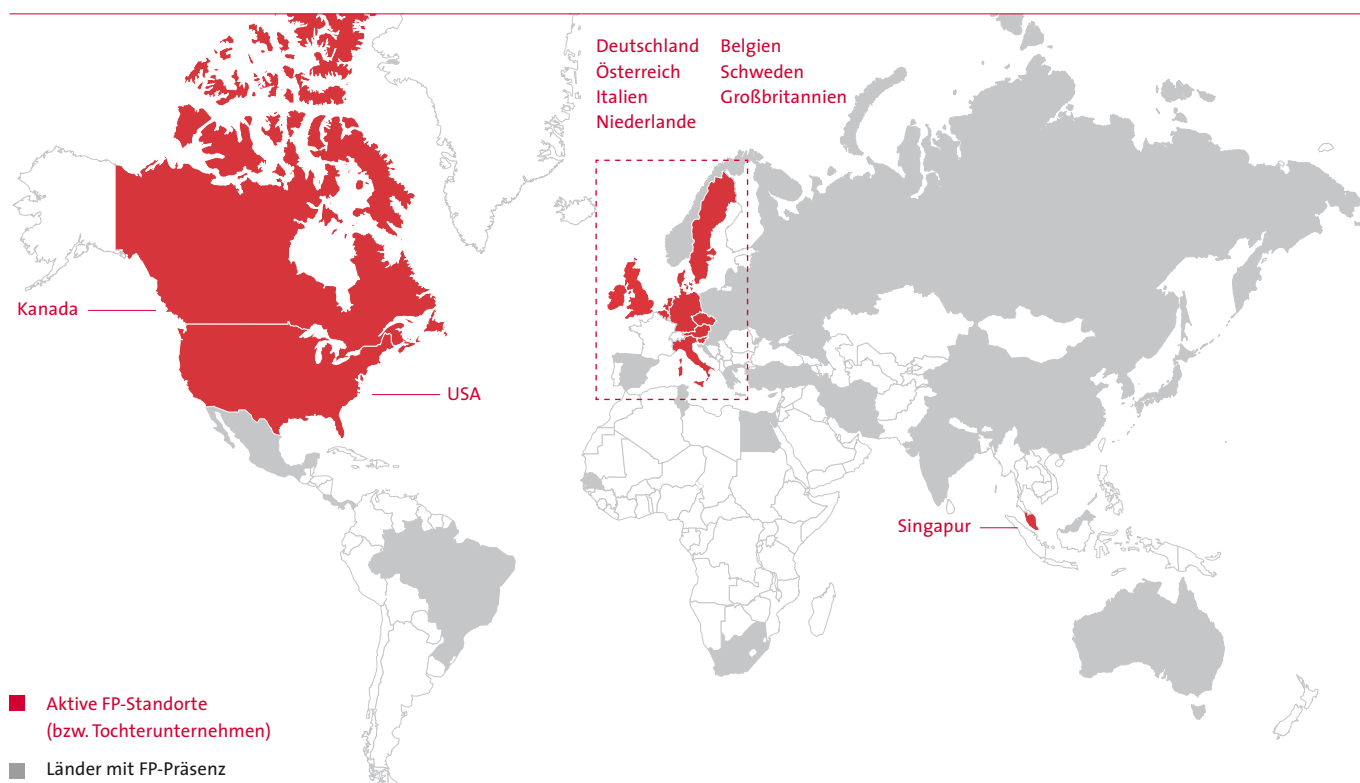 Deutschland
Österreich
Italien
Niederlande
Belgien
Schweden
Großbritannien
Kanada
USA
Singapur
Aktive FP-Standorte
(bzw. Tochterunternehmen)
Länder mit FP-Präsenz